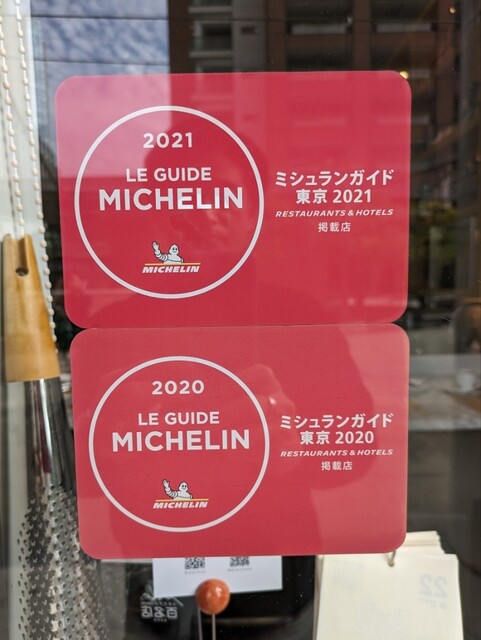 2021
LE GUIDE
MICHELIN
MICHELIN
ミシュランガイド
東京 2021
RESTAURANTS & HOTELS
掲載店
2020
LE GUIDE
MICHELIN
MICHELIN
ミシュランガイド
東京 2020
RESTAURANTS & HOTELS
掲載店
22